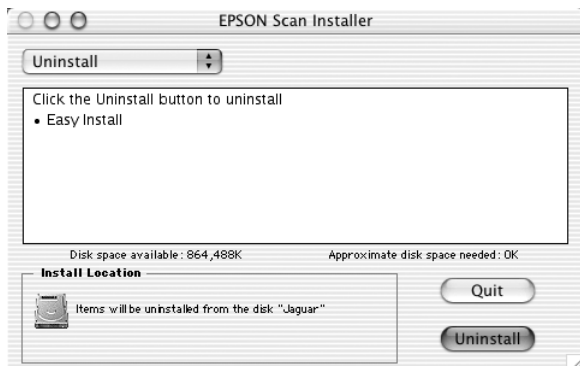 EPSON Scan Installer
Uninstall
Click the Uninstall button to uninstall
• Easy Install
Disk space available: 864,488K Approximate disk space needed: 0K
Install Location
Items will be uninstalled from the disk "Jaguar"
Quit
Uninstall